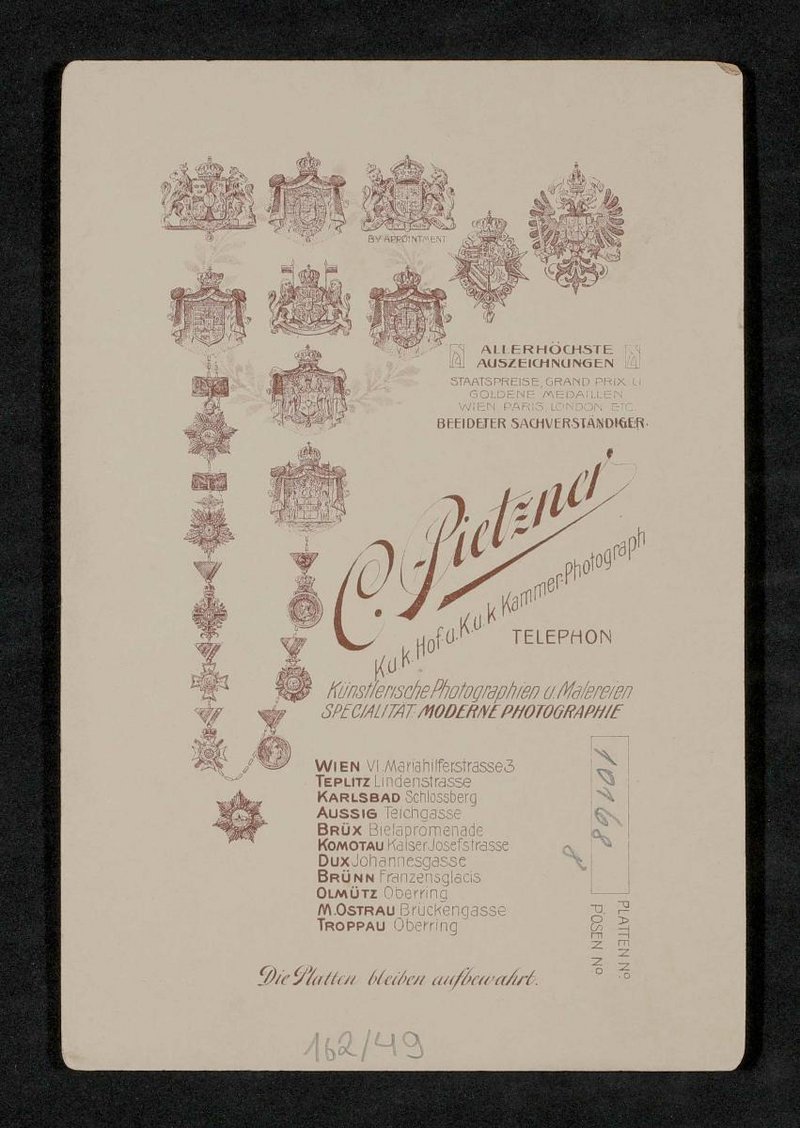 BY APPOINTMENT
ALLERHÖCHSTE
AUSZEICHNUNGEN
STAATSPREISE, GRAND PRIX U
GOLDENE MEDAILLEN
WIEN, PARIS, LONDON, ETC.
BEEIDETER SACHVERSTÄNDIGER.
C. Pietzner
K.u.k. Hof u. K.u.k Kammer-Photograph
TELEPHON
Künstlerische Photographien u. Malereien
SPECIALITÄT MODERNE PHOTOGRAPHIE
WIEN VI. Mariahilferstrasse 3
TEPLITZ Lindenstrasse
KARLSBAD Schlossberg
AUSSIG Teichgasse
BRÜX Bielapromenade
KOMOTAU Kaiser Josefstrasse
DUX Johannesgasse
BRÜNN Franzensglacis
OLMÜTZ Oberring
M. OSTRAU Brückengasse
TROPPAU Oberring
10168
8
PLATTEN No.
POSEN No
Die Platten bleiben aufbewahrt.
162/49